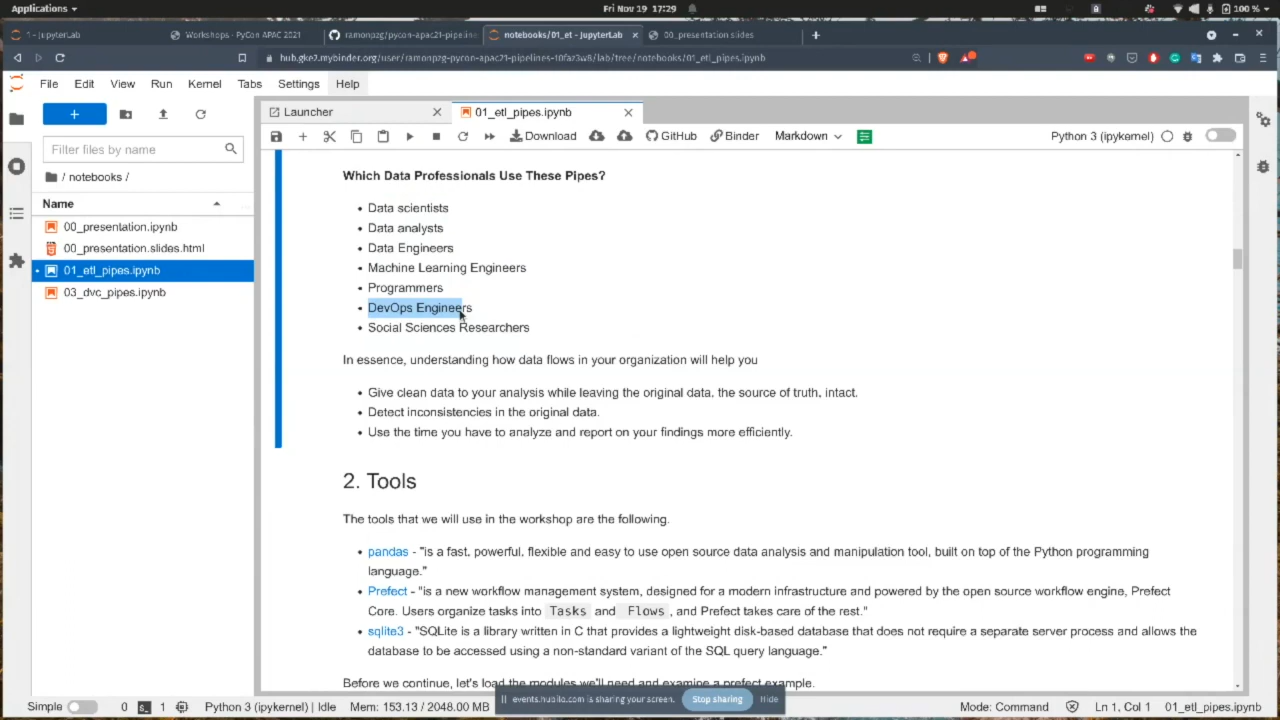 Applications
Fri Nov 19 17:29
100 %
1 - JupyterLab
Workshops - PyCon APAC 2021
ramonpzg/pycon-apac21-pipeline
notebooks/01_et - JupyterLab
00_presentation slides
hub.gke2.mybinder.org/user/ramonpzg-pycon-apac21-pipelines-10faz3w8/lab/tree/notebooks/01_etl_pipes.ipynb
File Edit View Run Kernel Tabs Settings Help
Launcher
01_etl_pipes.ipynb
Download
GitHub
Binder
Markdown
Python 3 (ipykernel)
Filter files by name
/ notebooks /
Name
00_presentation.ipynb
00_presentation.slides.html
01_etl_pipes.ipynb
03_dvc_pipes.ipynb
Which Data Professionals Use These Pipes?
• Data scientists
• Data analysts
• Data Engineers
• Machine Learning Engineers
• Programmers
• DevOps Engineers
• Social Sciences Researchers
In essence, understanding how data flows in your organization will help you
• Give clean data to your analysis while leaving the original data, the source of truth, intact.
• Detect inconsistencies in the original data.
• Use the time you have to analyze and report on your findings more efficiently.
2. Tools
The tools that we will use in the workshop are the following.
• pandas - "is a fast, powerful, flexible and easy to use open source data analysis and manipulation tool, built on top of the Python programming
language."
• Prefect - "is a new workflow management system, designed for a modern infrastructure and powered by the open source workflow engine, Prefect
Core. Users organize tasks into Tasks and Flows, and Prefect takes care of the rest."
• sqlite3 - "SQLite is a library written in C that provides a lightweight disk-based database that does not require a separate server process and allows the
database to be accessed using a non-standard variant of the SQL query language."
Before we continue, let's load the modules we'll need and examine a prefect example.
events.hubilo.com is sharing your screen.
Stop sharing
Hide
Simple
0
1
Python 3 (ipykernel) | Idle
Mem: 153.13 / 2048.00 MB
Mode: Command
Ln 1, Col 1
01_etl_pipes.ipynb